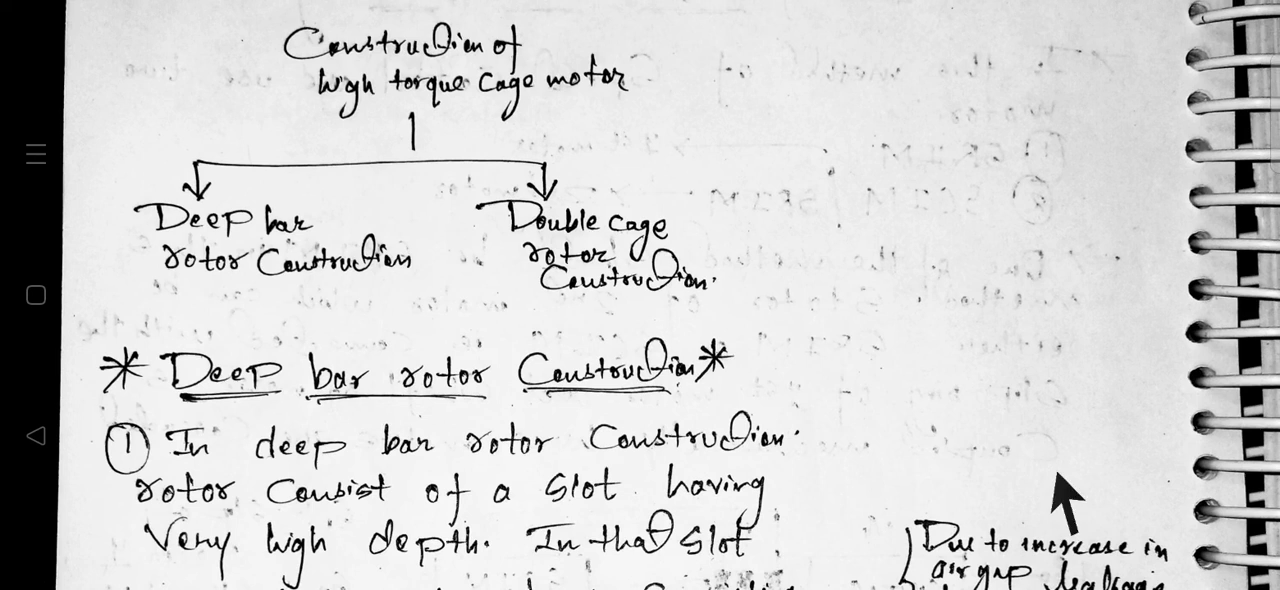 Construction of
high torque cage motor
Deep bar
rotor Construction
Double cage
rotor
Construction.
* Deep bar rotor Construction *
① In deep bar rotor Construction.
rotor Consist of a slot having
Very high depth. In that slot
Due to increase in
air gap leakage